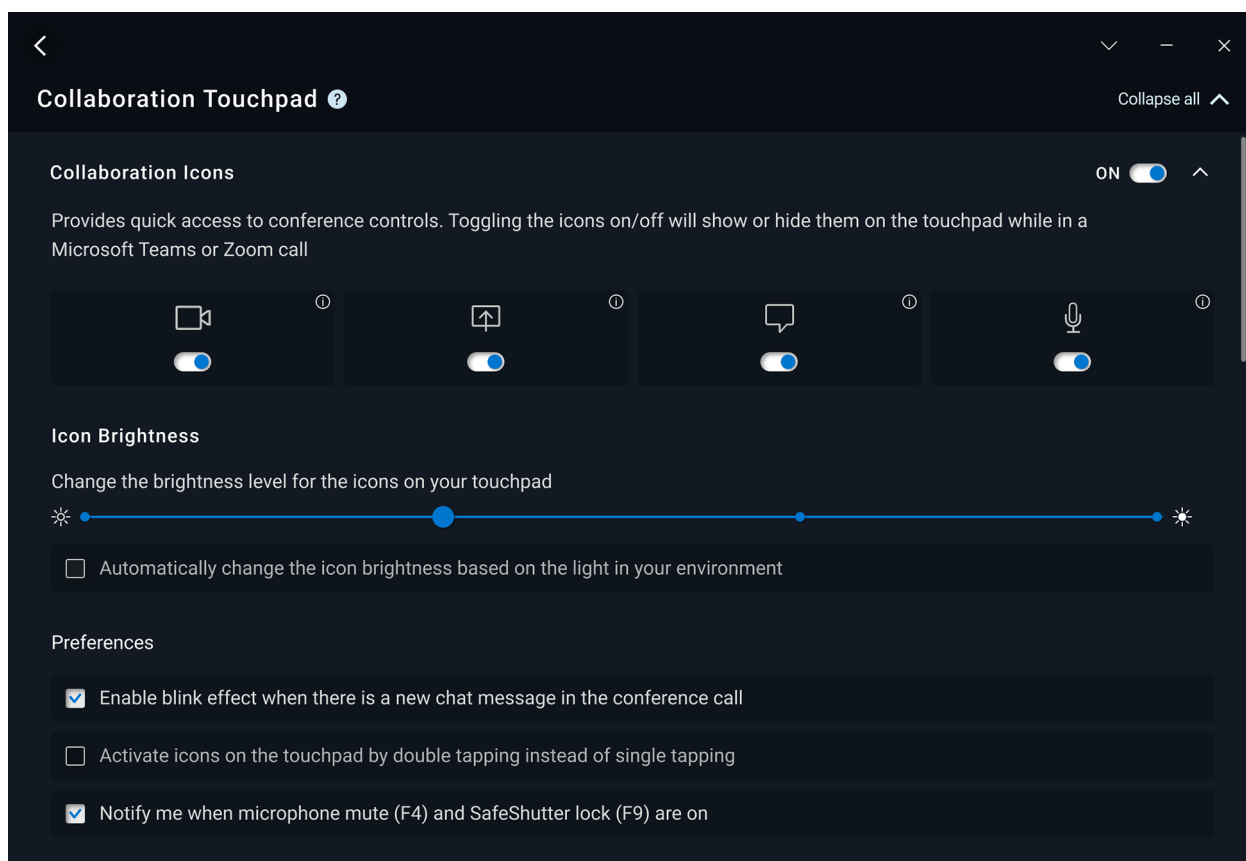 Collaboration Touchpad ?
Collapse all
Collaboration Icons
ON
Provides quick access to conference controls. Toggling the icons on/off will show or hide them on the touchpad while in a
Microsoft Teams or Zoom call
Icon Brightness
Change the brightness level for the icons on your touchpad
Automatically change the icon brightness based on the light in your environment
Preferences
Enable blink effect when there is a new chat message in the conference call
Activate icons on the touchpad by double tapping instead of single tapping
Notify me when microphone mute (F4) and SafeShutter lock (F9) are on